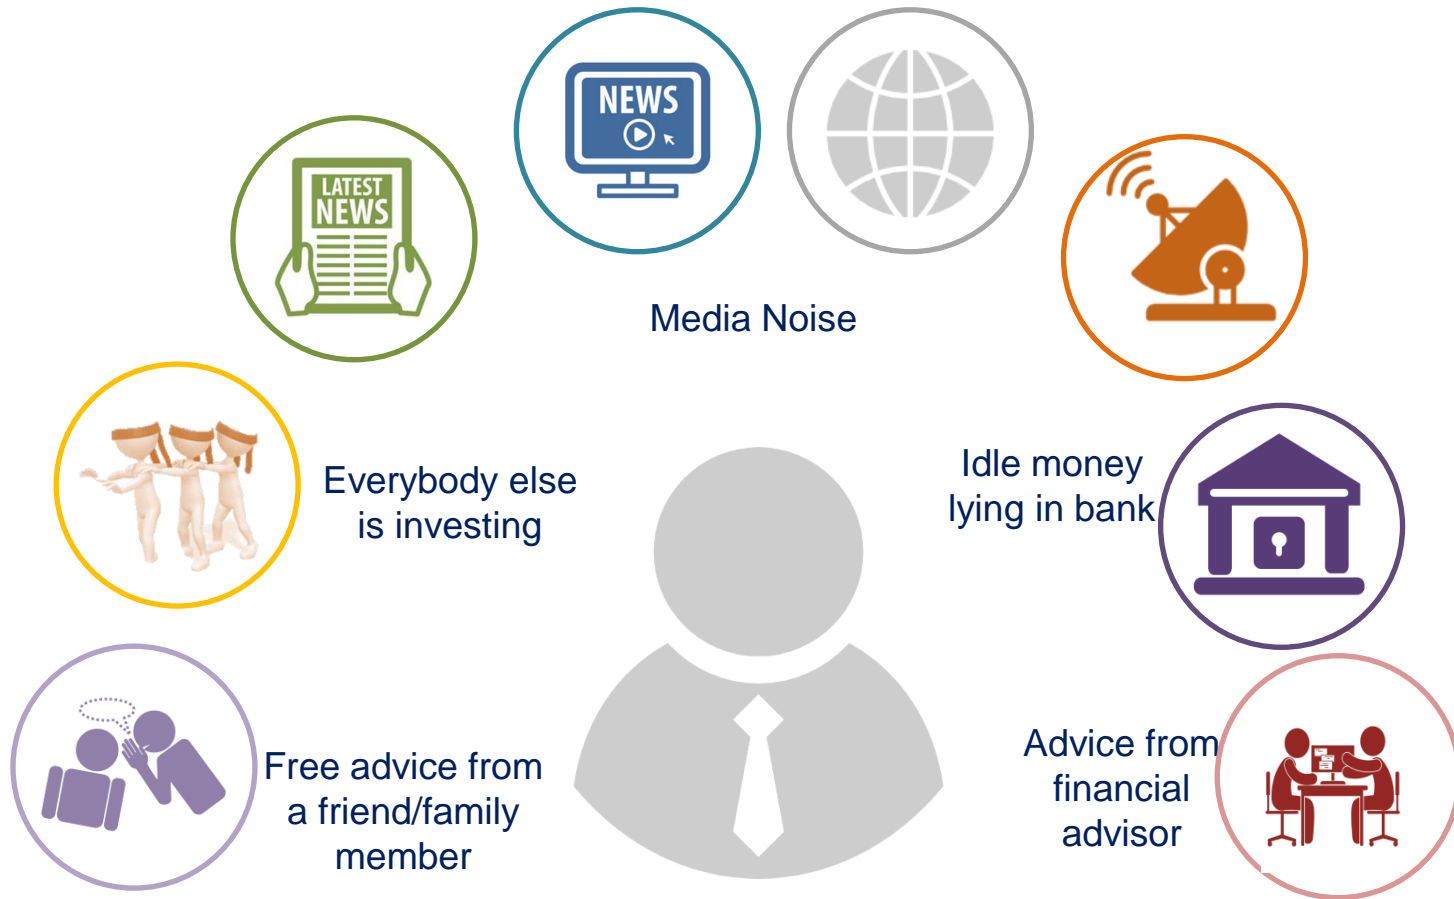 NEWS
LATEST
NEWS
Media Noise
Everybody else
is investing
Idle money
lying in bank
Free advice from
a friend/family
member
Advice from
financial
advisor